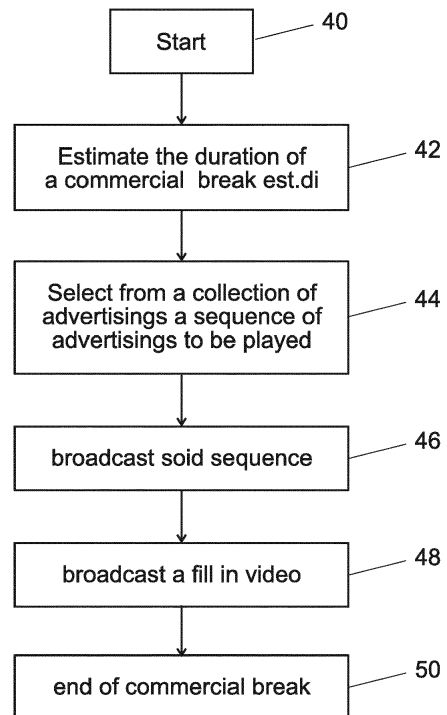 Start
40
Estimate the duration of
a commercial break est.di
42
Select from a collection of
advertisings a sequence of
advertisings to be played
44
broadcast soid sequence
46
broadcast a fill in video
48
end of commercial break
50